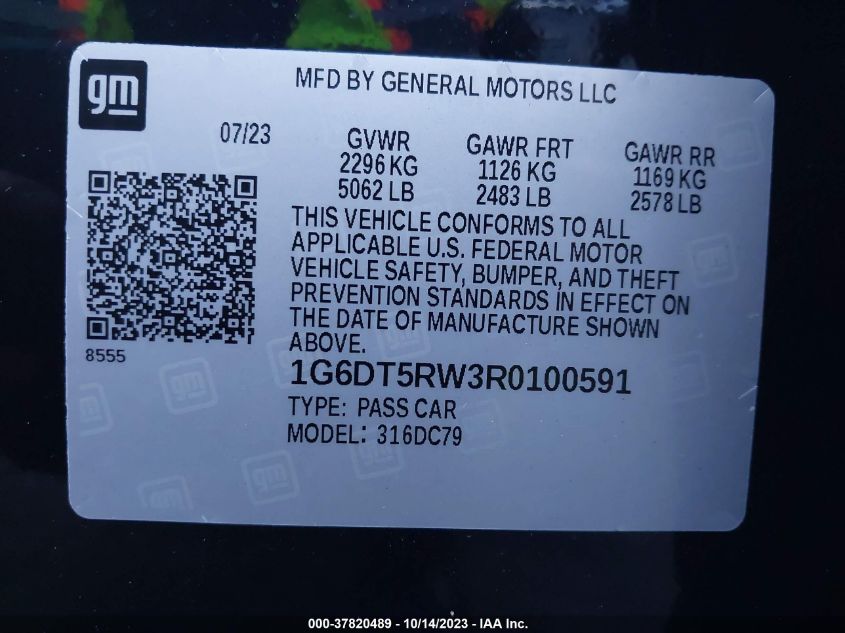 gm
MFD BY GENERAL MOTORS LLC
07/23
GVWR
2296 KG
5062 LB
GAWR FRT
1126 KG
2483 LB
GAWR RR
1169 KG
2578 LB
THIS VEHICLE CONFORMS TO ALL
APPLICABLE U.S. FEDERAL MOTOR
VEHICLE SAFETY, BUMPER, AND THEFT
PREVENTION STANDARDS IN EFFECT ON
THE DATE OF MANUFACTURE SHOWN
ABOVE.
8555
1G6DT5RW3R0100591
TYPE: PASS CAR
MODEL: 316DC79
000-37820489 - 10/14/2023 - IAA Inc.